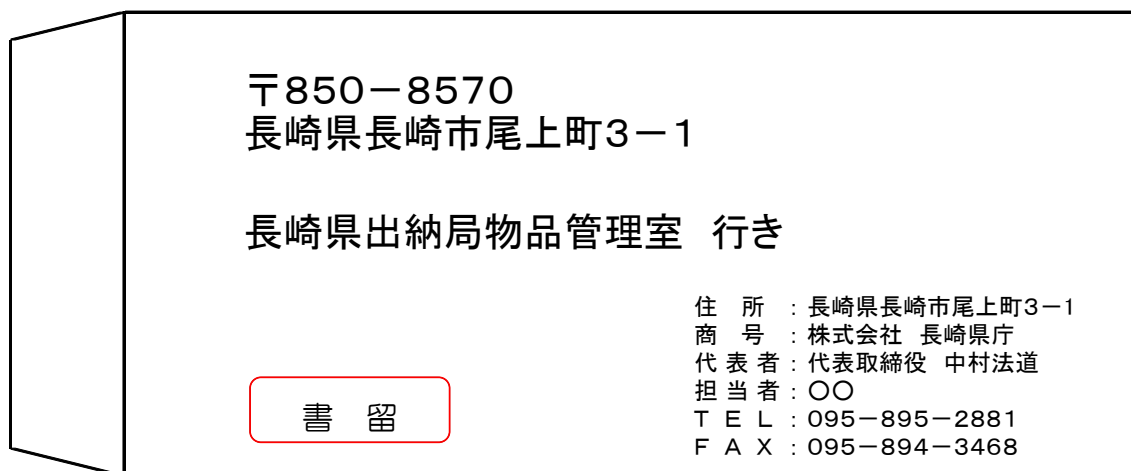 〒850－8570
長崎県長崎市尾上町3－1
長崎県出納局物品管理室　行き
住　所　：長崎県長崎市尾上町3－1
商　号　：株式会社　長崎県庁
代 表 者：代表取締役　中村法道
担 当 者：○○
Ｔ Ｅ Ｌ：095－895－2881
Ｆ Ａ Ｘ：095－894－3468
書　留